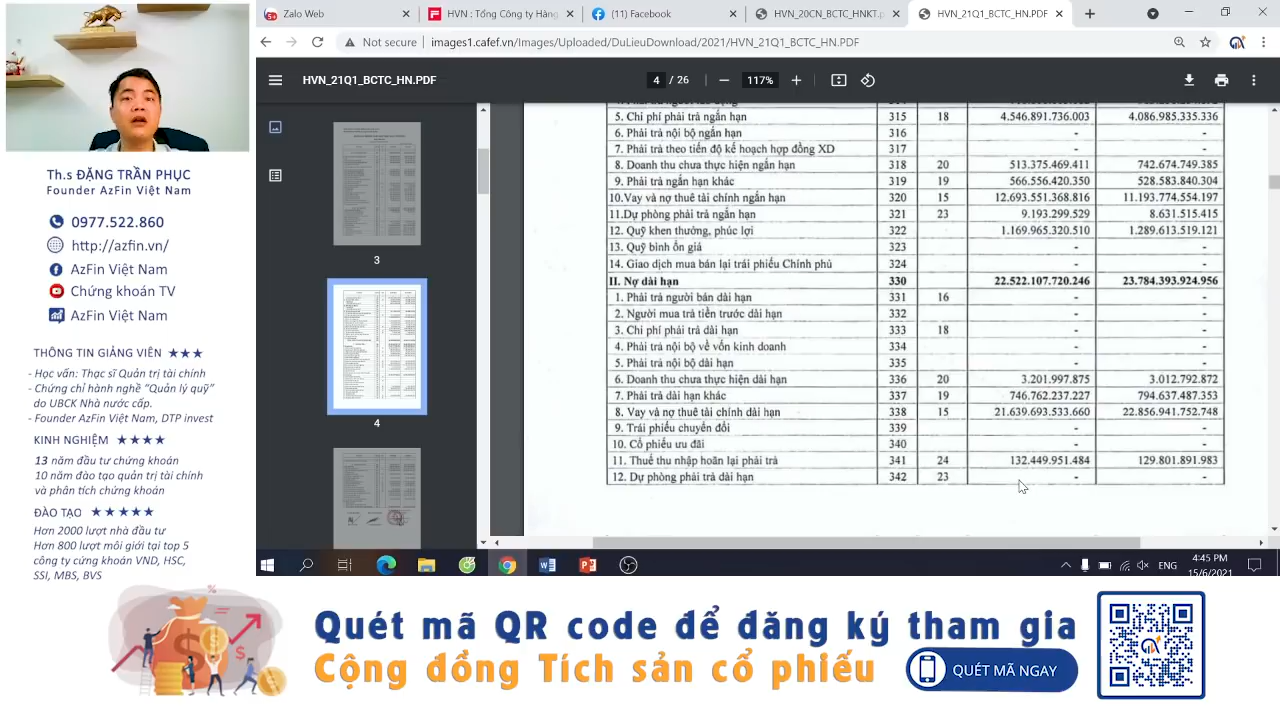 Zalo Web
HVN : Tổng Công ty Hàng
(11) Facebook
HVN_21Q1_BCTC_HN.PDF
Not secure
images1.cafef.vn/Images/Uploaded/DuLieuDownload/2021/HVN_21Q1_BCTC_HN.PDF
HVN_21Q1_BCTC_HN.PDF
4 / 26
117%
3
4
5. Chi phí phải trả ngắn hạn 315 18 4.546.891.736.003 4.086.985.335.336
6. Phải trả nội bộ ngắn hạn 316 - -
7. Phải trả theo tiến độ kế hoạch hợp đồng XD 317 - -
8. Doanh thu chưa thực hiện ngắn hạn 318 20 513.375.469.411 742.674.749.385
9. Phải trả ngắn hạn khác 319 19 566.556.420.350 528.583.840.304
10.Vay và nợ thuê tài chính ngắn hạn 320 15 12.693.551.368.816 11.193.774.554.197
11.Dự phòng phải trả ngắn hạn 321 23 9.193.299.529 8.631.515.415
12. Quỹ khen thưởng, phúc lợi 322 1.169.965.320.510 1.289.613.519.121
13. Quỹ bình ổn giá 323 - -
14. Giao dịch mua bán lại trái phiếu Chính phủ 324 - -
II. Nợ dài hạn 330 22.522.107.720.246 23.784.393.924.956
1. Phải trả người bán dài hạn 331 16 - -
2. Người mua trả tiền trước dài hạn 332 - -
3. Chi phí phải trả dài hạn 333 18 - -
4. Phải trả nội bộ về vốn kinh doanh 334 - -
5. Phải trả nội bộ dài hạn 335 - -
6. Doanh thu chưa thực hiện dài hạn 336 20 3.201.997.875 3.012.792.872
7. Phải trả dài hạn khác 337 19 746.762.237.227 794.637.487.353
8. Vay và nợ thuê tài chính dài hạn 338 15 21.639.693.533.660 22.856.941.752.748
9. Trái phiếu chuyển đổi 339 - -
10. Cổ phiếu ưu đãi 340 - -
11. Thuế thu nhập hoãn lại phải trả 341 24 132.449.951.484 129.801.891.983
12. Dự phòng phải trả dài hạn 342 23 - -
ENG
4:45 PM
15/6/2021
Th.s ĐẶNG TRẦN PHỤC
Founder AzFin Việt Nam
0977.522.860
http://azfin.vn/
AzFin Việt Nam
Chứng khoán TV
AzFin Việt Nam
THÔNG TIN GIẢNG VIÊN ★★★
- Học vấn: Thạc sĩ Quản trị tài chính
- Chứng chỉ hành nghề “Quản lý quỹ”
do UBCK Nhà nước cấp.
- Founder AzFin Việt Nam, DTP invest
KINH NGHIỆM ★★★★
13 năm đầu tư chứng khoán
10 năm đào tạo quản trị tài chính
và phân tích chứng khoán
ĐÀO TẠO ★★★★★
Hơn 2000 lượt nhà đầu tư
Hơn 800 lượt môi giới tại top 5
công ty cứng khoán VND, HSC,
SSI, MBS, BVS
Quét mã QR code để đăng ký tham gia
Cộng đồng Tích sản cổ phiếu
QUÉT MÃ NGAY